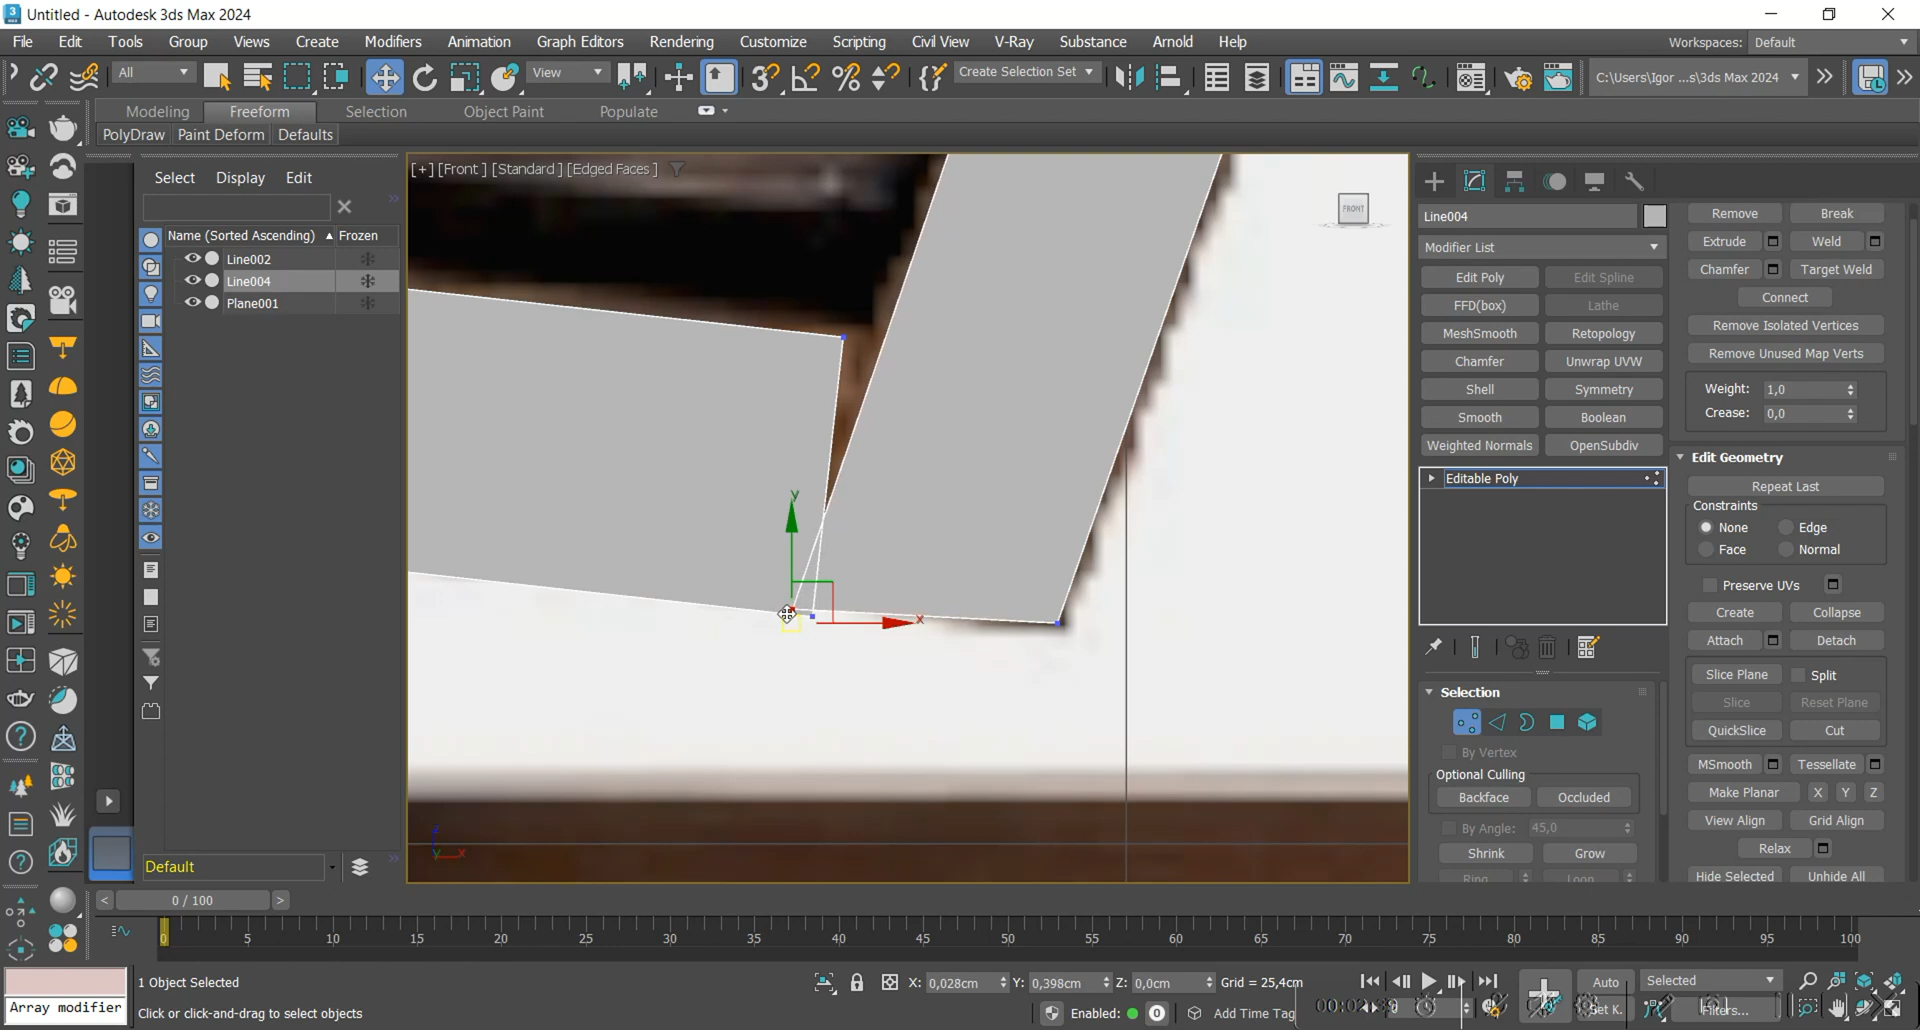 Untitled - Autodesk 3ds Max 2024
File Edit Tools Group Views Create Modifiers Animation Graph Editors Rendering Customize Scripting Civil View V-Ray Substance Arnold Help
Workspaces: Default
All
View
Create Selection Set
C:\Users\Igor ...s\3ds Max 2024
Modeling Freeform Selection Object Paint Populate
PolyDraw Paint Deform Defaults
Select Display Edit
Name (Sorted Ascending) Frozen
Line002
Line004
Plane001
[+] [Front ] [Standard ] [Edged Faces ]
FRONT
y
x
z
y x
Line004
Modifier List
Edit Poly Edit Spline
FFD(box) Lathe
MeshSmooth Retopology
Chamfer Unwrap UVW
Shell Symmetry
Smooth Boolean
Weighted Normals OpenSubdiv
Editable Poly
Selection
By Vertex
Optional Culling
Backface Occluded
By Angle: 45,0
Shrink Grow
Ring Loop
Remove Break
Extrude Weld
Chamfer Target Weld
Connect
Remove Isolated Vertices
Remove Unused Map Verts
Weight: 1,0
Crease: 0,0
Edit Geometry
Repeat Last
Constraints
None Edge
Face Normal
Preserve UVs
Create Collapse
Attach Detach
Slice Plane Split
Slice Reset Plane
QuickSlice Cut
MSmooth Tessellate
Make Planar X Y Z
View Align Grid Align
Relax
Hide Selected Unhide All
Default
0 / 100
0 5 10 15 20 25 30 35 40 45 50 55 60 65 70 75 80 85 90 95 100
Array modifier
1 Object Selected
Click or click-and-drag to select objects
X: 0,028cm Y: 0,398cm Z: 0,0cm Grid = 25,4cm
Enabled: 0 Add Time Tag
Auto Selected
Set K. Filters...